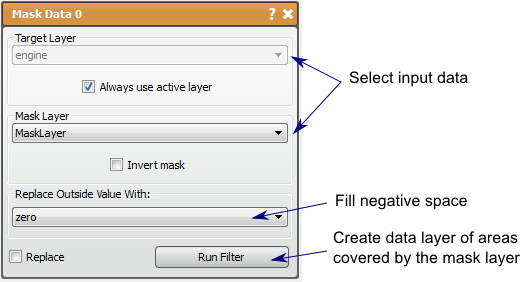 Mask Data 0 ?
Target Layer
engine
Always use active layer
Select input data
Mask Layer
MaskLayer
Invert mask
Replace Outside Value With:
Fill negative space
zero
Create data layer of areas
covered by the mask layer
Replace
Run Filter